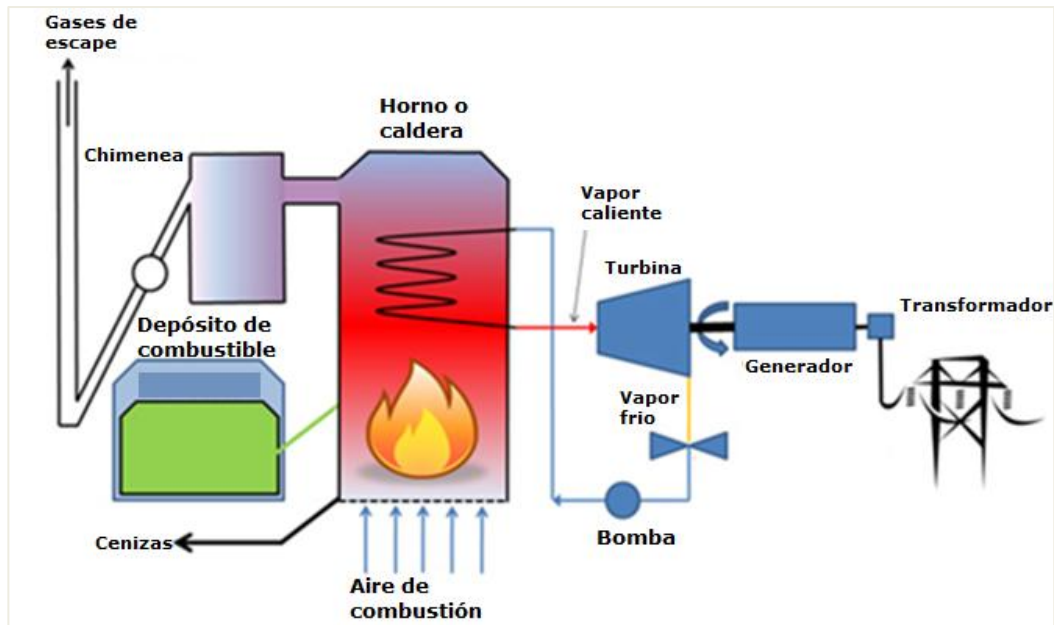 Gases de
escape
Chimenea
Horno o
caldera
Vapor
caliente
Turbina
Transformador
Depósito de
combustible
Generador
Vapor
frio
Cenizas
Bomba
Aire de
combustión